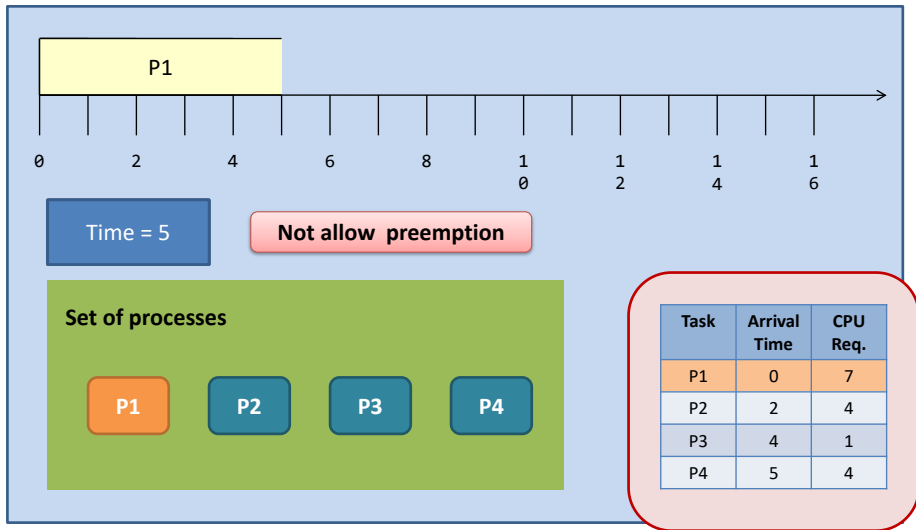 P1
0 2 4 6 8 1 1 1 1
0 2 4 6
Time = 5
Not allow preemption
Set of processes
P1 P2 P3 P4
Task Arrival CPU
Time Req.
P1 0 7
P2 2 4
P3 4 1
P4 5 4